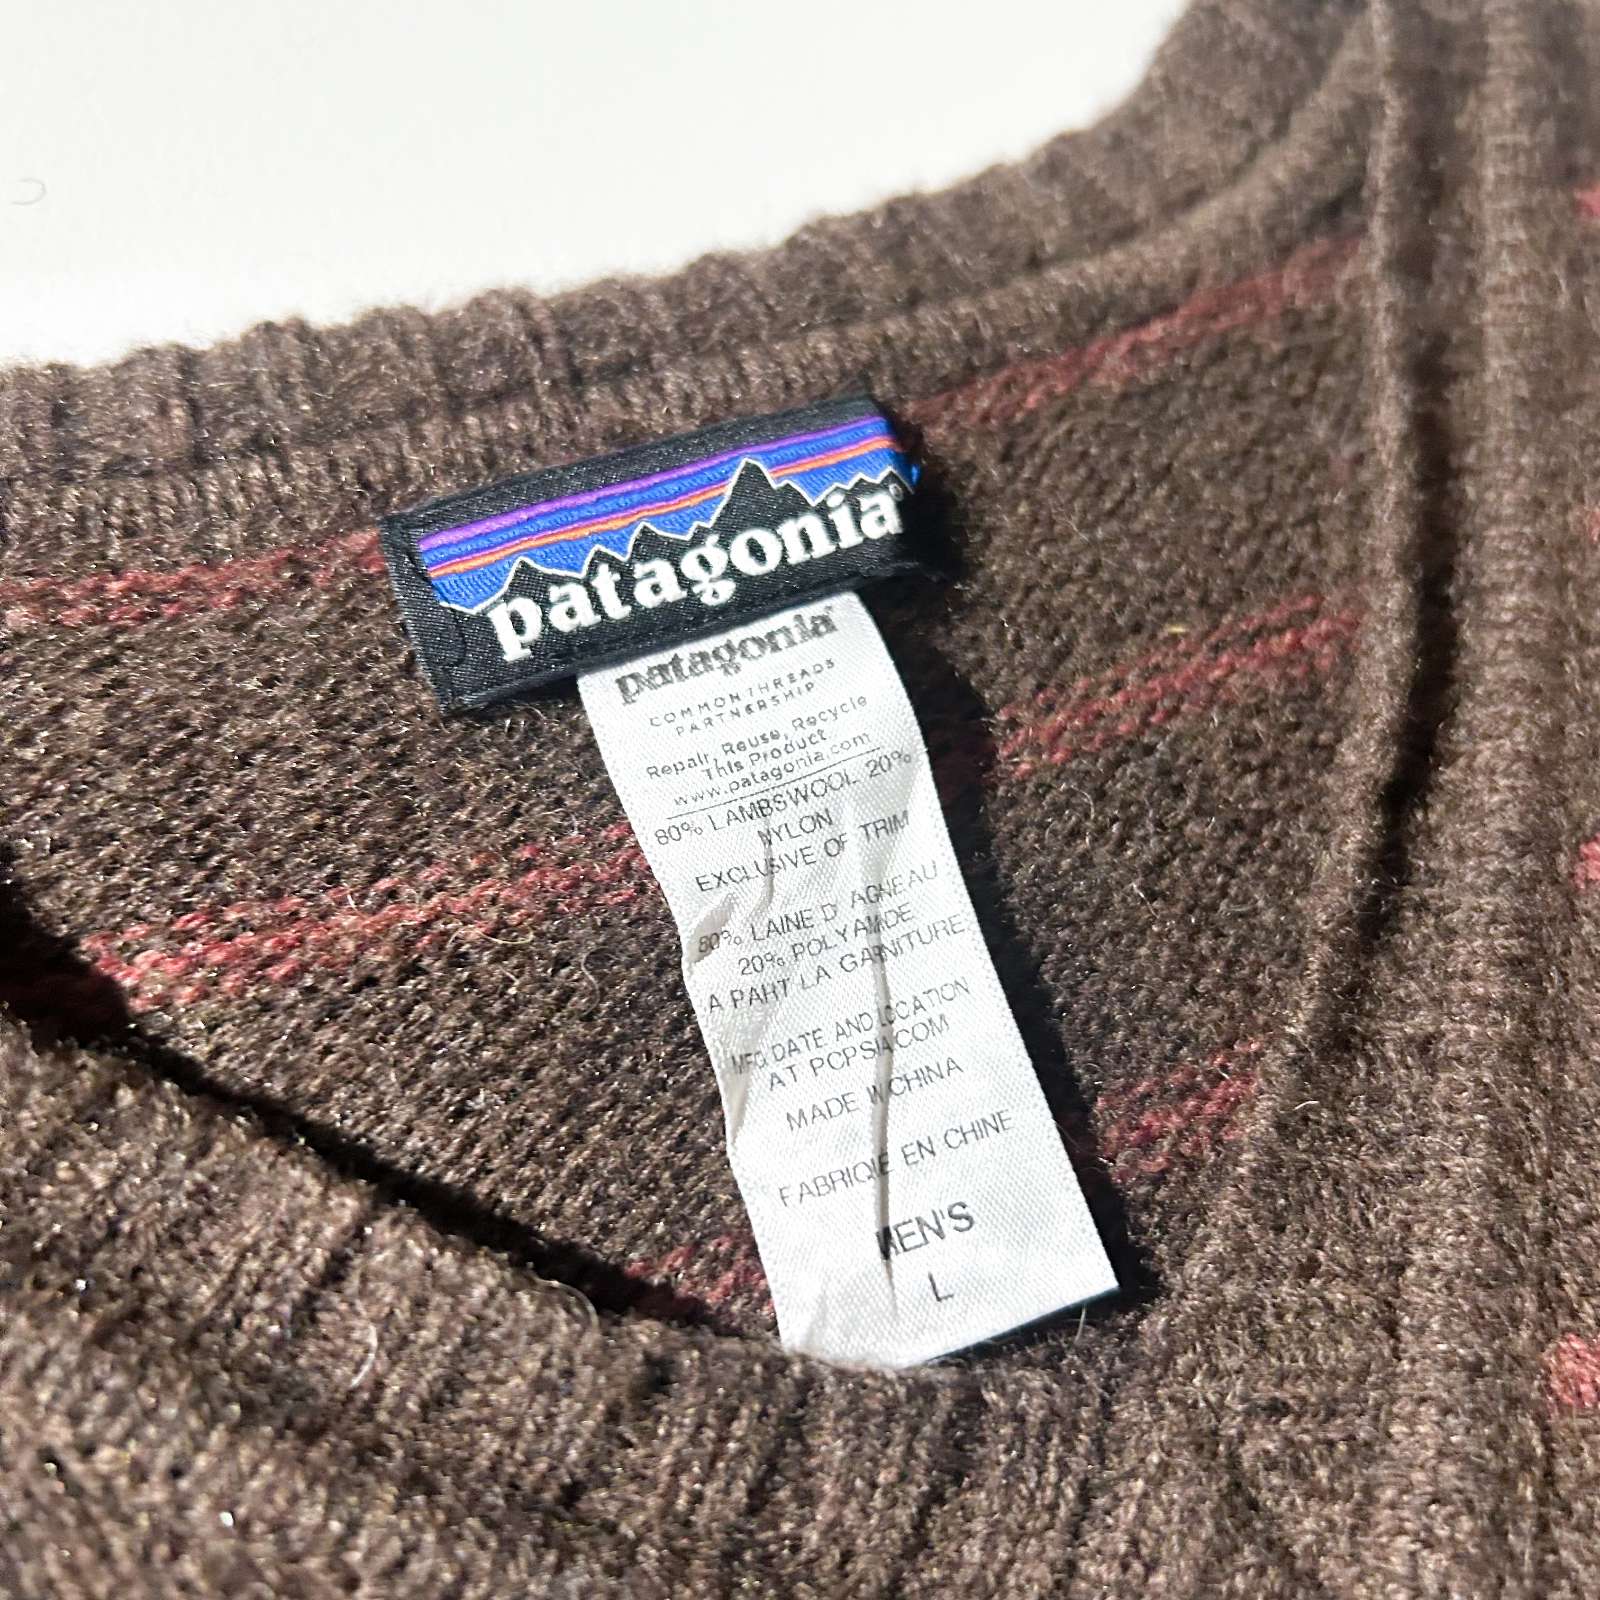 patagonia®
patagonia®
COMMON THREADS
PARTNERSHIP
Repair, Reuse, Recycle
This Product
www.patagonia.com
80% LAMBSWOOL 20%
NYLON
EXCLUSIVE OF TRIM
80% LAINE D' AGNEAU
20% POLYAMIDE
A PART LA GARNITURE
MFG DATE AND LOCATION
AT PCPSIA.COM
MADE IN CHINA
FABRIQUE EN CHINE
MEN'S
L